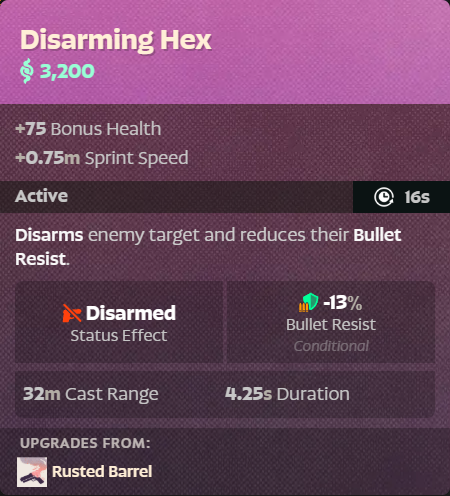 Disarming Hex
3,200
+75 Bonus Health
+0.75m Sprint Speed
Active 16s
Disarms enemy target and reduces their Bullet
Resist.
Disarmed
Status Effect
-13%
Bullet Resist
Conditional
32m Cast Range 4.25s Duration
UPGRADES FROM:
Rusted Barrel